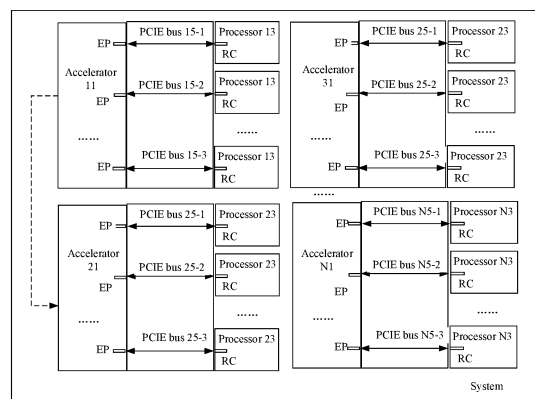 EP
PCIE bus 15-1
Processor 13
RC
Accelerator
11
EP
PCIE bus 15-2
Processor 13
RC
......
......
EP
PCIE bus 15-3
Processor 13
RC
EP
PCIE bus 25-1
Processor 23
RC
Accelerator
31
EP
PCIE bus 25-2
Processor 23
RC
......
......
EP
PCIE bus 25-3
Processor 23
RC
......
EP
PCIE bus 25-1
Processor 23
RC
Accelerator
21
EP
PCIE bus 25-2
Processor 23
RC
......
......
EP
PCIE bus 25-3
Processor 23
RC
EP
PCIE bus N5-1
Processor N3
RC
Accelerator
N1
EP
PCIE bus N5-2
Processor N3
RC
......
......
EP
PCIE bus N5-3
Processor N3
RC
System